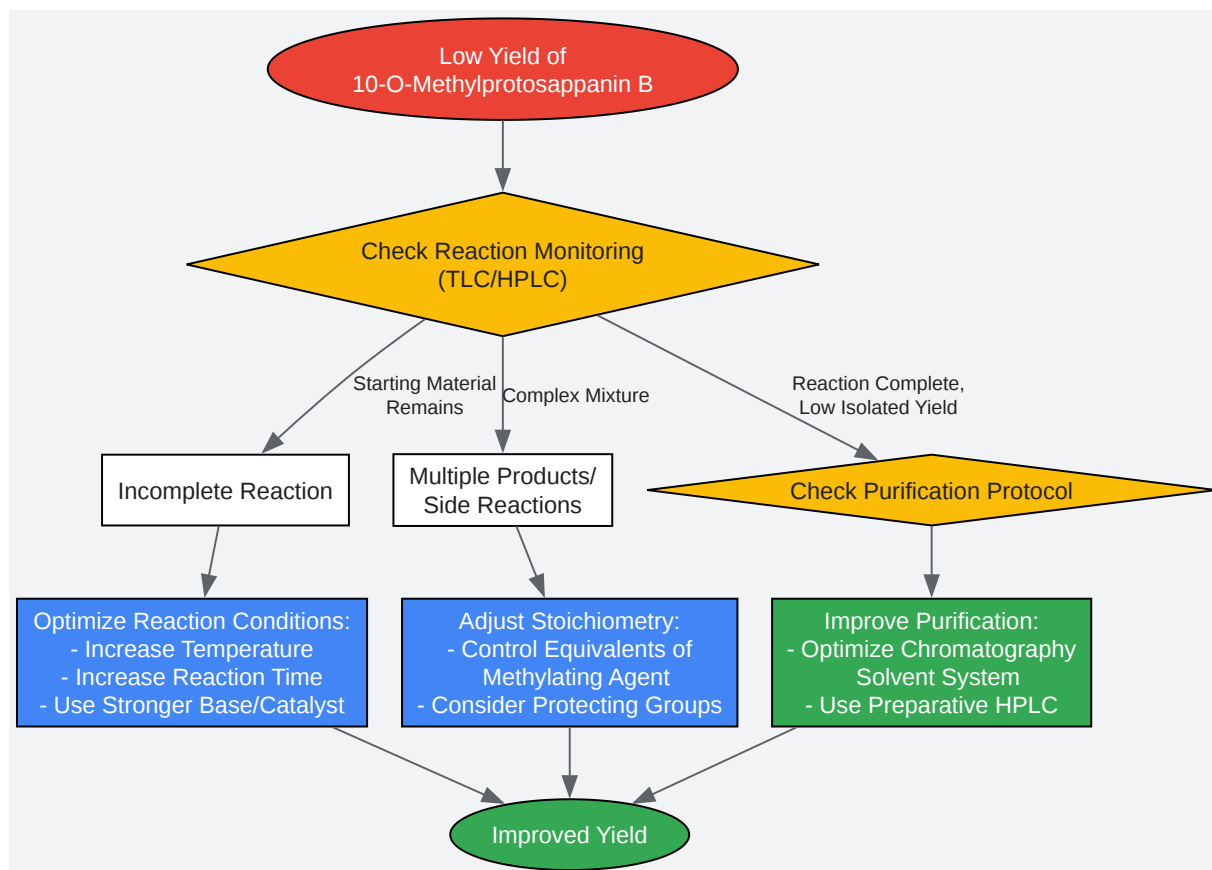 Low Yield of
10-O-Methylprotosappanin B
Check Reaction Monitoring
(TLC/HPLC)
Starting Material
Remains
Complex Mixture
Reaction Complete,
Low Isolated Yield
Incomplete Reaction
Multiple Products/
Side Reactions
Check Purification Protocol
Optimize Reaction Conditions:
- Increase Temperature
- Increase Reaction Time
- Use Stronger Base/Catalyst
Adjust Stoichiometry:
- Control Equivalents of
Methylating Agent
- Consider Protecting Groups
Improve Purification:
- Optimize Chromatography
Solvent System
- Use Preparative HPLC
Improved Yield